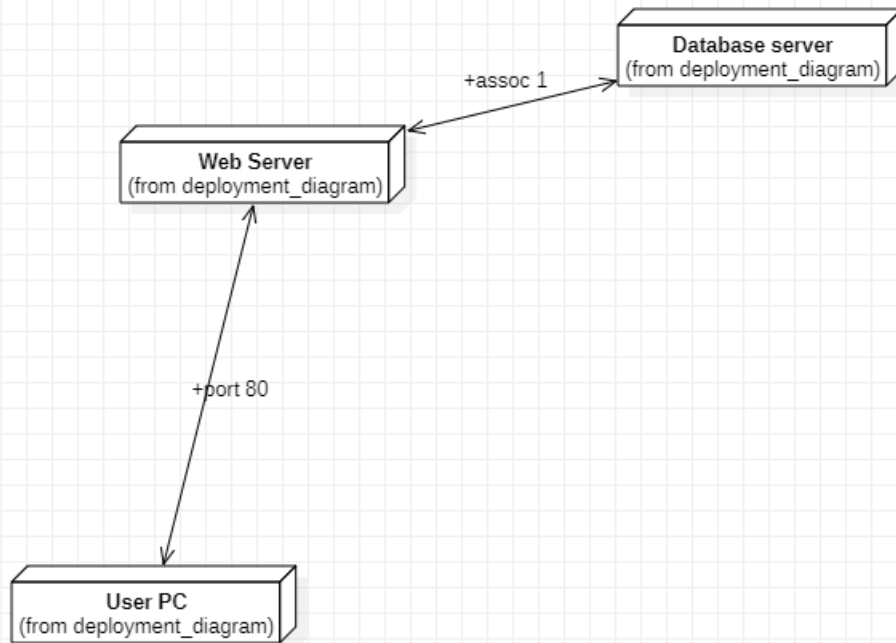 Database server
(from deployment_diagram)
+assoc 1
Web Server
(from deployment_diagram)
+port 80
User PC
(from deployment_diagram)